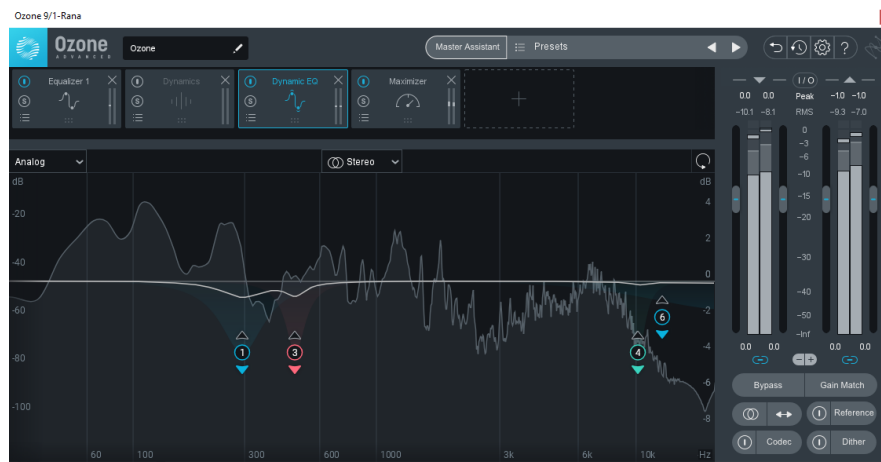 Ozone 9/1-Rana
Ozone
ADVANCED
Ozone
Master Assistant
Presets
?
Equalizer 1
S
Dynamics
S
Dynamic EQ
S
Maximizer
S
+
Analog
Stereo
dB
-20
-40
-60
-80
-100
dB
4
2
0
-2
-4
-6
-8
1
3
4
6
60
100
300
600
1000
3k
6k
10k
Hz
I / O
0.0 0.0 Peak -1.0 -1.0
-10.1 -8.1 RMS -9.3 -7.0
0
-3
-6
-10
-15
-20
-30
-40
-50
-Inf
0.0 0.0 0.0 0.0
- +
Bypass
Gain Match
Reference
Codec
Dither